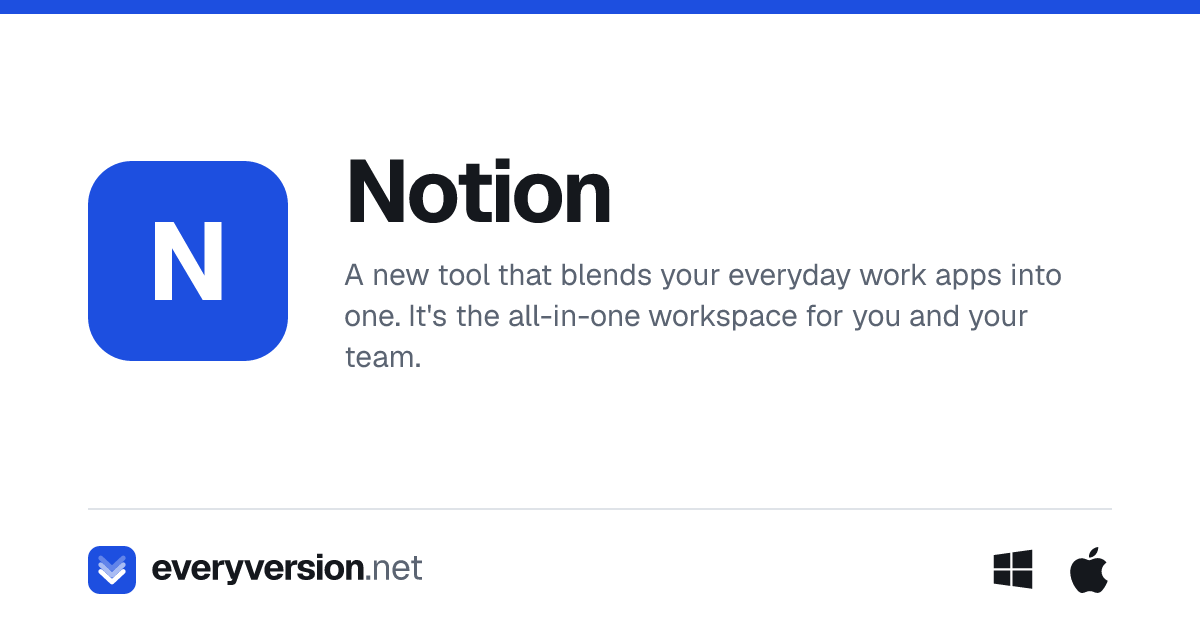 N
Notion
A new tool that blends your everyday work apps into
one. It's the all-in-one workspace for you and your
team.
everyversion.net